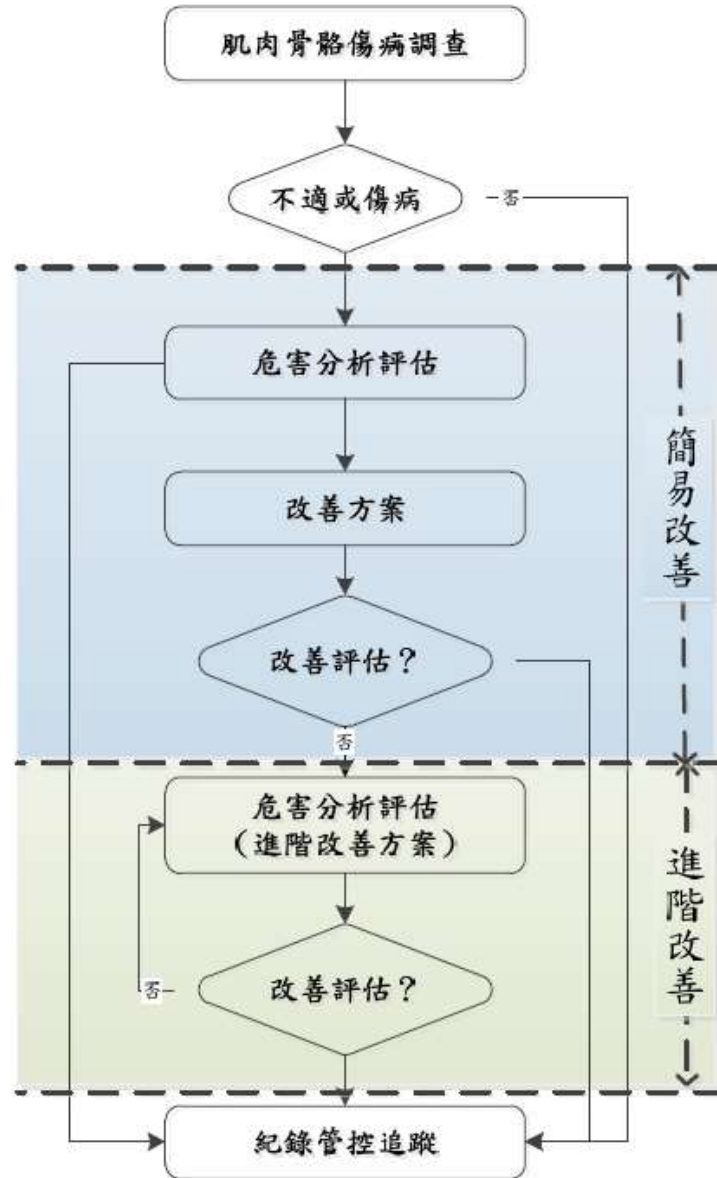 肌肉骨骼傷病調查
不適或傷病
否
危害分析評估
改善方案
簡易改善
改善評估？
否
危害分析評估
（進階改善方案）
進階改善
改善評估？
否
紀錄管控追蹤